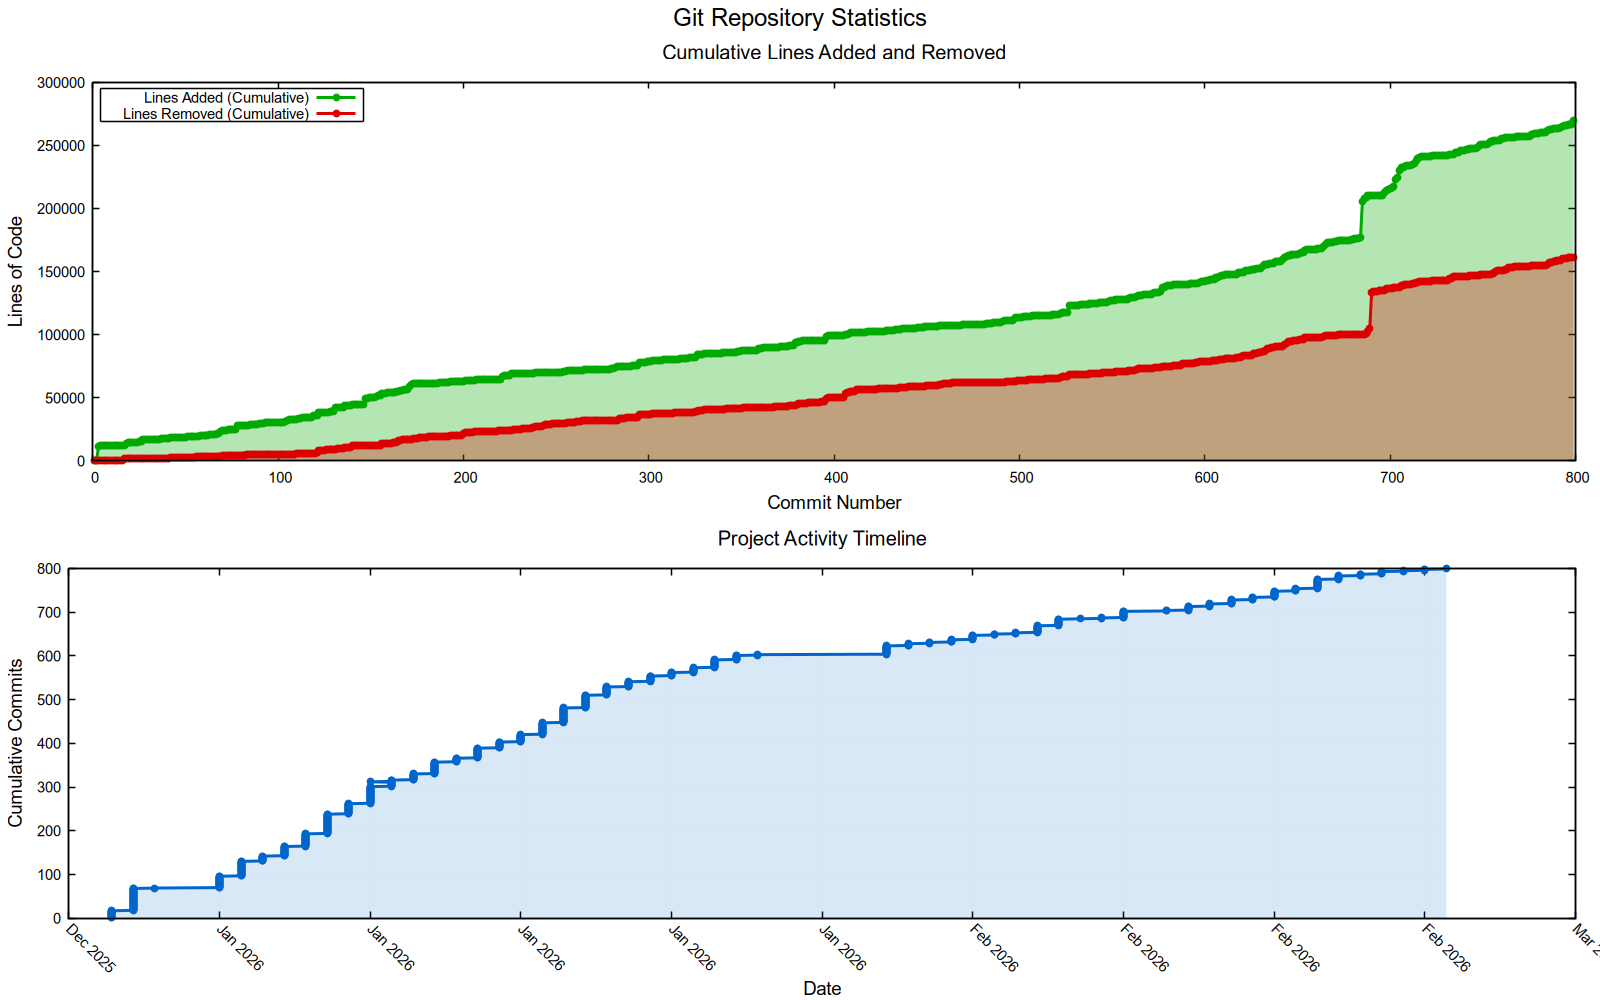 Git Repository Statistics
Cumulative Lines Added and Removed
Lines Added (Cumulative)
Lines Removed (Cumulative)
300000
250000
200000
150000
100000
50000
0
Lines of Code
0 100 200 300 400 500 600 700 800
Commit Number
Project Activity Timeline
800
700
600
500
400
300
200
100
0
Cumulative Commits
Dec 2025 Jan 2026 Jan 2026 Jan 2026 Jan 2026 Jan 2026 Feb 2026 Feb 2026 Feb 2026 Feb 2026 Mar
Date